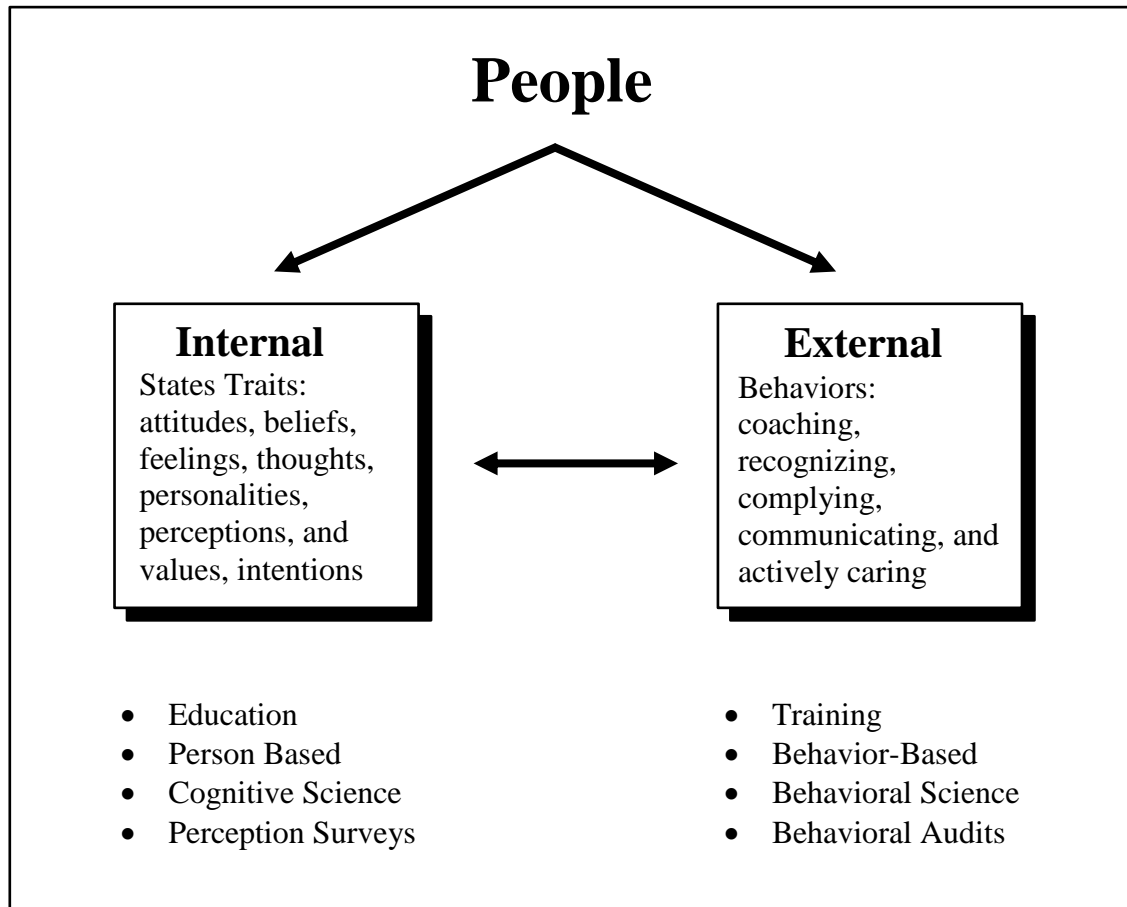 People
Internal
States Traits:
attitudes, beliefs,
feelings, thoughts,
personalities,
perceptions, and
values, intentions
External
Behaviors:
coaching,
recognizing,
complying,
communicating, and
actively caring
• Education
• Person Based
• Cognitive Science
• Perception Surveys
• Training
• Behavior-Based
• Behavioral Science
• Behavioral Audits